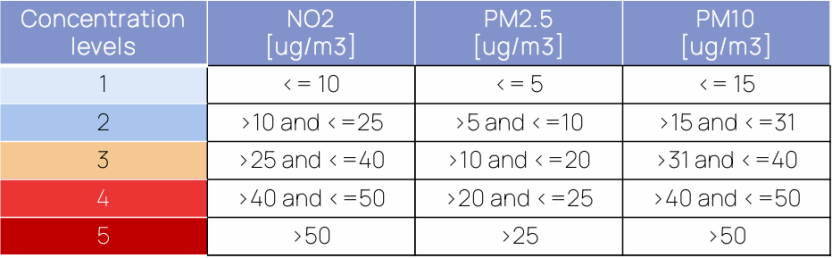 Concentration levels NO2 [ug/m3] PM2.5 [ug/m3] PM10 [ug/m3]
1 <= 10 <= 5 <= 15
2 >10 and <=25 >5 and <=10 >15 and <=31
3 >25 and <=40 >10 and <=20 >31 and <=40
4 >40 and <=50 >20 and <=25 >40 and <=50
5 >50 >25 >50